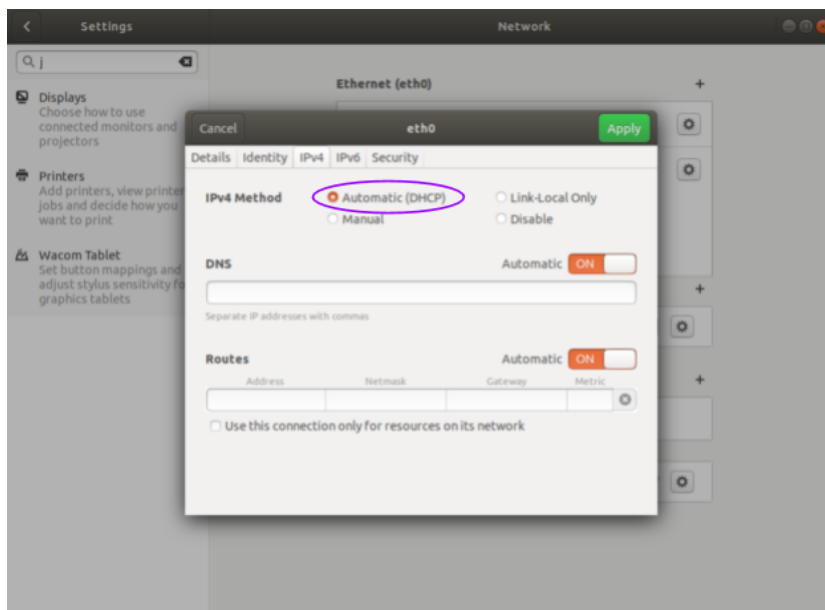 Settings
Network
j
Displays
Choose how to use
connected monitors and
projectors
Printers
Add printers, view printer
jobs and decide how you
want to print
Wacom Tablet
Set button mappings and
adjust stylus sensitivity fo
graphics tablets
Ethernet (eth0)
Cancel
eth0
Apply
Details Identity IPv4 IPv6 Security
IPv4 Method
Automatic (DHCP)
Link-Local Only
Manual
Disable
DNS
Automatic ON
Separate IP addresses with commas
Routes
Automatic ON
Address Netmask Gateway Metric
Use this connection only for resources on its network